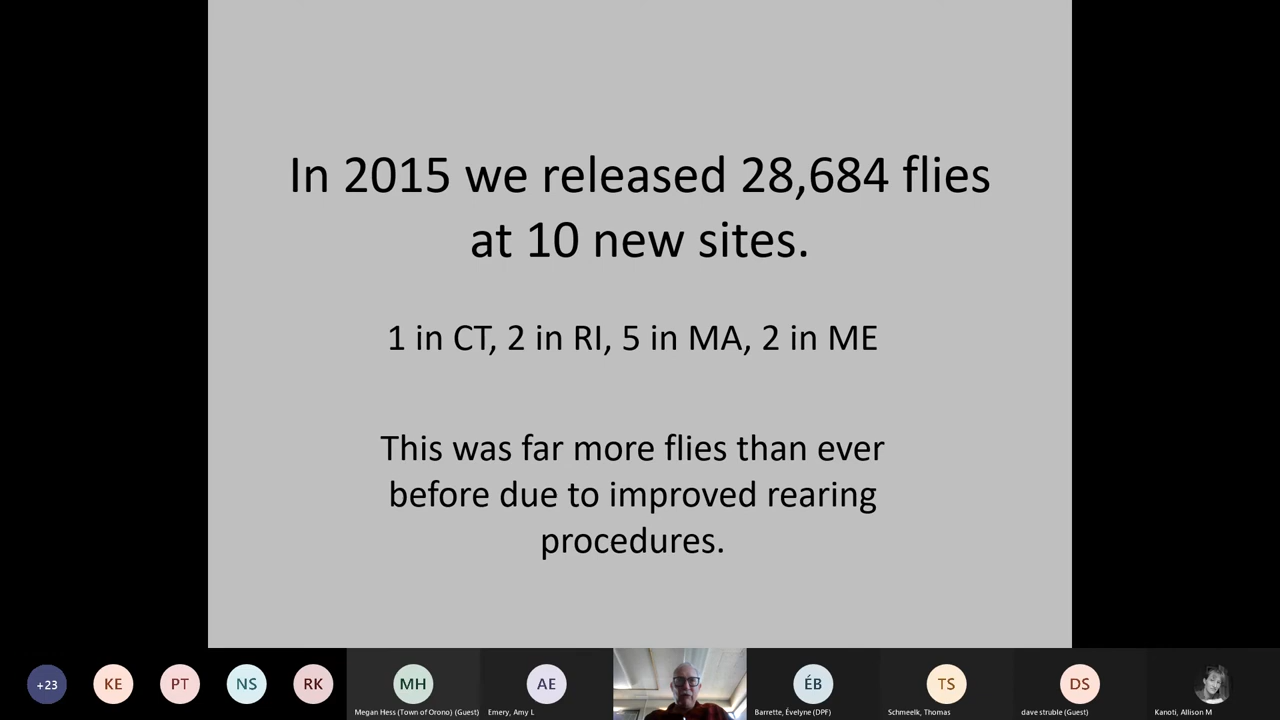 In 2015 we released 28,684 flies
at 10 new sites.
1 in CT, 2 in RI, 5 in MA, 2 in ME
This was far more flies than ever
before due to improved rearing
procedures.
+23
KE
PT
NS
RK
MH
AE
ÉB
TS
DS
Megan Hess (Town of Orono) (Guest)
Emery, Amy L
Barrette, Évelyne (DPF)
Schmeelk, Thomas
dave struble (Guest)
Kanoti, Allison M